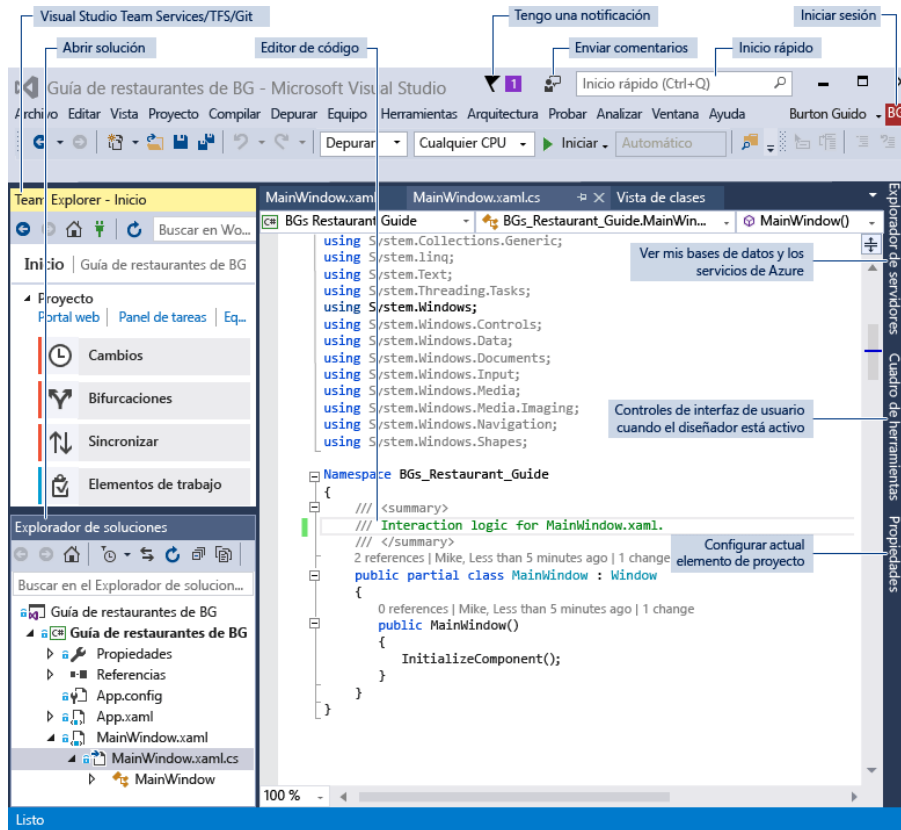 Visual Studio Team Services/TFS/Git
Tengo una notificación
Iniciar sesión
Abrir solución
Editor de código
Enviar comentarios
Inicio rápido
Guía de restaurantes de BG - Microsoft Visual Studio
1
Inicio rápido (Ctrl+Q)
Archivo Editar Vista Proyecto Compilar Depurar Equipo Herramientas Arquitectura Probar Analizar Ventana Ayuda
Burton Guido
BG
Depurar
Cualquier CPU
Iniciar
Automático
Team Explorer - Inicio
Buscar en Wo...
Inicio | Guía de restaurantes de BG
Proyecto
Portal web | Panel de tareas | Eq...
Cambios
Bifurcaciones
Sincronizar
Elementos de trabajo
Explorador de soluciones
Buscar en el Explorador de solucion...
Guía de restaurantes de BG
C# Guía de restaurantes de BG
Propiedades
Referencias
App.config
App.xaml
MainWindow.xaml
MainWindow.xaml.cs
MainWindow
MainWindow.xaml
MainWindow.xaml.cs
Vista de clases
C# BGs Restaurant Guide
BGs_Restaurant_Guide.MainWin...
MainWindow()
using System.Collections.Generic;
using System.linq;
using System.Text;
using System.Threading.Tasks;
using System.Windows;
using System.Windows.Controls;
using System.Windows.Data;
using System.Windows.Documents;
using System.Windows.Input;
using System.Windows.Media;
using System.Windows.Media.Imaging;
using System.Windows.Navigation;
using System.Windows.Shapes;
Namespace BGs_Restaurant_Guide
{
/// <summary>
/// Interaction logic for MainWindow.xaml.
/// </summary>
2 references | Mike, Less than 5 minutes ago | 1 change
public partial class MainWindow : Window
{
0 references | Mike, Less than 5 minutes ago | 1 change
public MainWindow()
{
InitializeComponent();
}
}
}
Ver mis bases de datos y los
servicios de Azure
Controles de interfaz de usuario
cuando el diseñador está activo
Configurar actual
elemento de proyecto
Explorador de servidores
Cuadro de herramientas
Propiedades
100 %
Listo